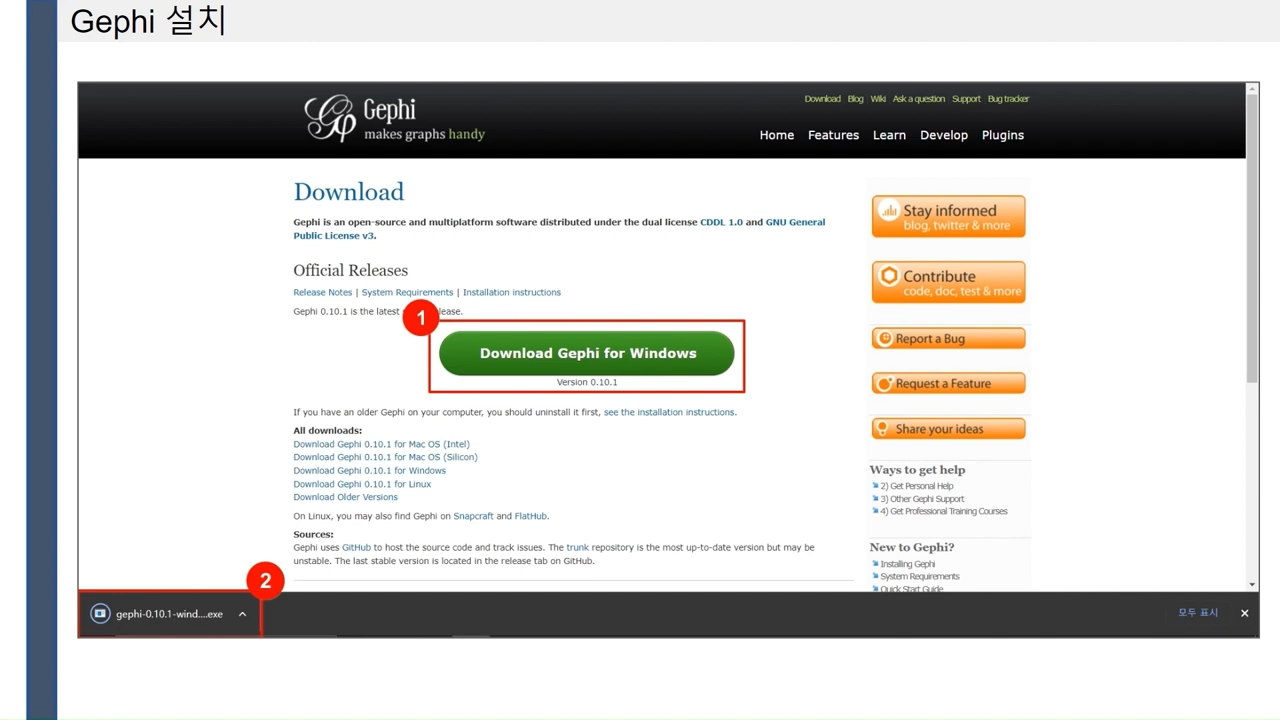 Gephi 설치
Gephi
makes graphs handy
Download Blog Wiki Ask a question Support Bug tracker
Home Features Learn Develop Plugins
Download
Gephi is an open-source and multiplatform software distributed under the dual license CDDL 1.0 and GNU General
Public License v3.
Official Releases
Release Notes | System Requirements | Installation instructions
Gephi 0.10.1 is the latest
1
Download Gephi for Windows
Version 0.10.1
If you have an older Gephi on your computer, you should uninstall it first, see the installation instructions.
All downloads:
Download Gephi 0.10.1 for Mac OS (Intel)
Download Gephi 0.10.1 for Mac OS (Silicon)
Download Gephi 0.10.1 for Windows
Download Gephi 0.10.1 for Linux
Download Older Versions
On Linux, you may also find Gephi on Snapcraft and FlatHub.
Sources:
Gephi uses GitHub to host the source code and track issues. The trunk repository is the most up-to-date version but may be
unstable. The last stable version is located in the release tab on GitHub.
Stay informed
blog, twitter & more
Contribute
code, doc, test & more
Report a Bug
Request a Feature
Share your ideas
Ways to get help
2) Get Personal Help
3) Other Gephi Support
4) Get Professional Training Courses
New to Gephi?
Installing Gephi
System Requirements
Quick Start Guide
2
gephi-0.10.1-wind....exe
모두 표시